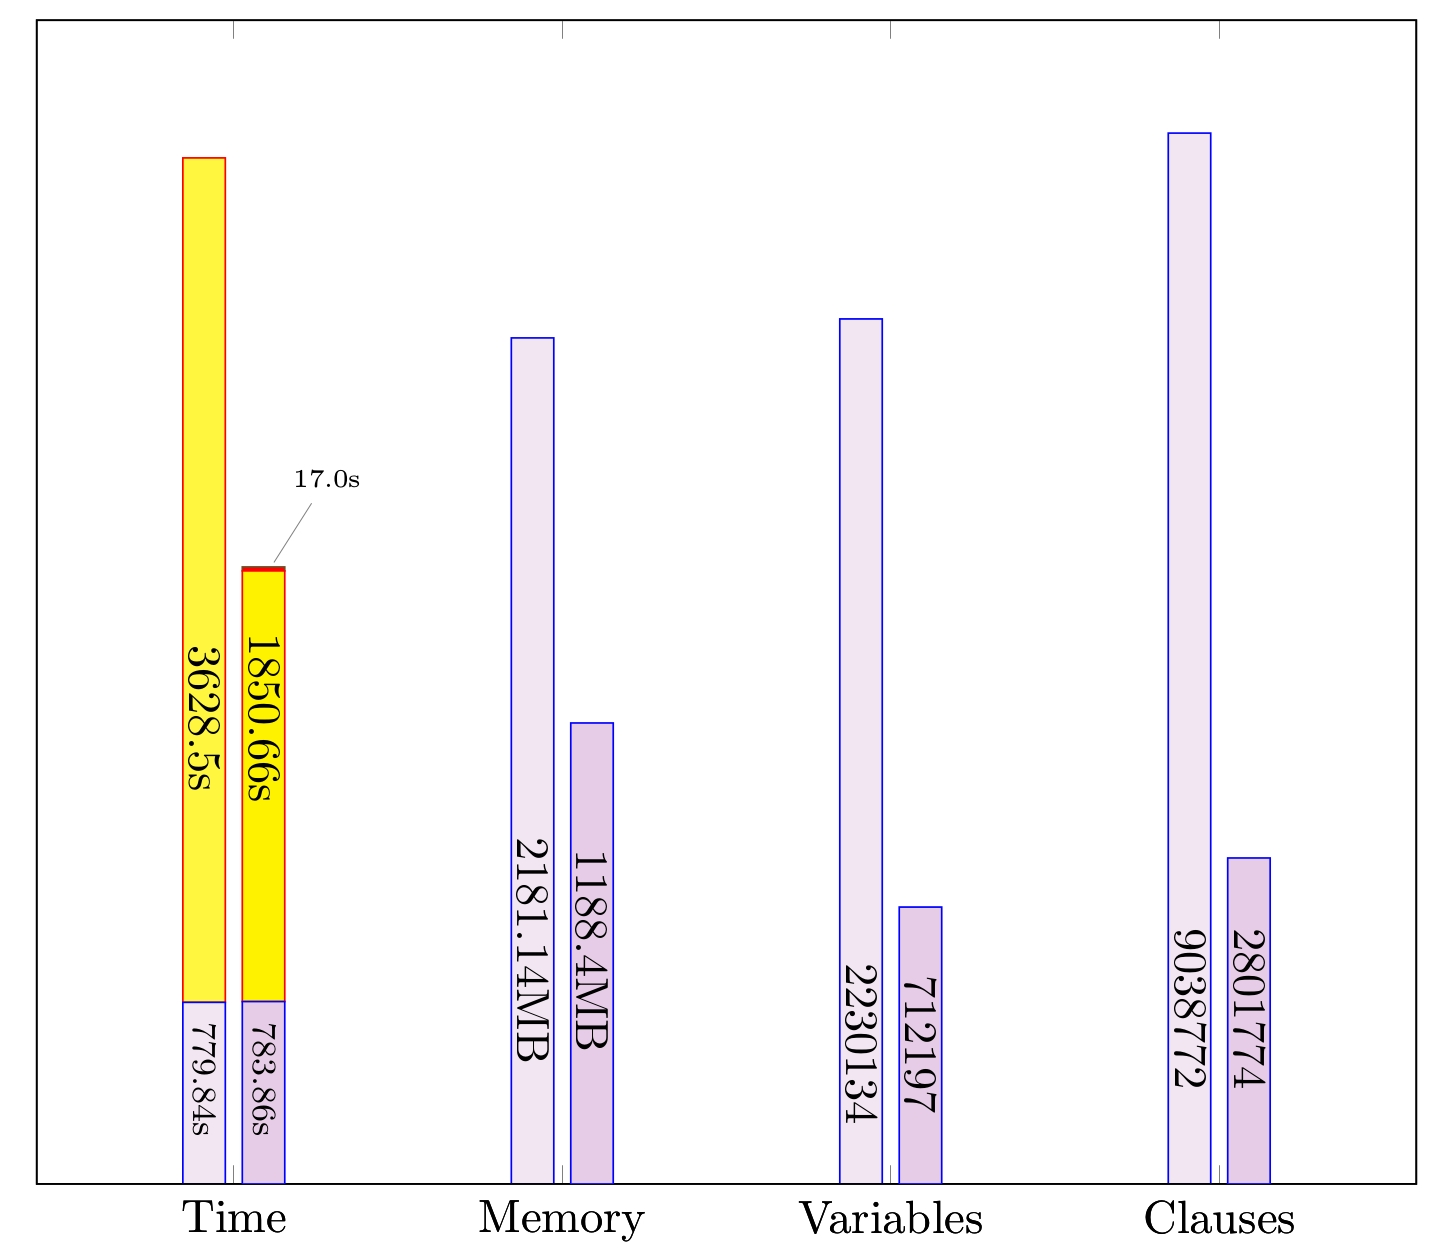 17.0s
3628.5s
1850.66s
779.84s
783.86s
2181.14MB
1188.4MB
2230134
712197
9038772
2801774
Time
Memory
Variables
Clauses